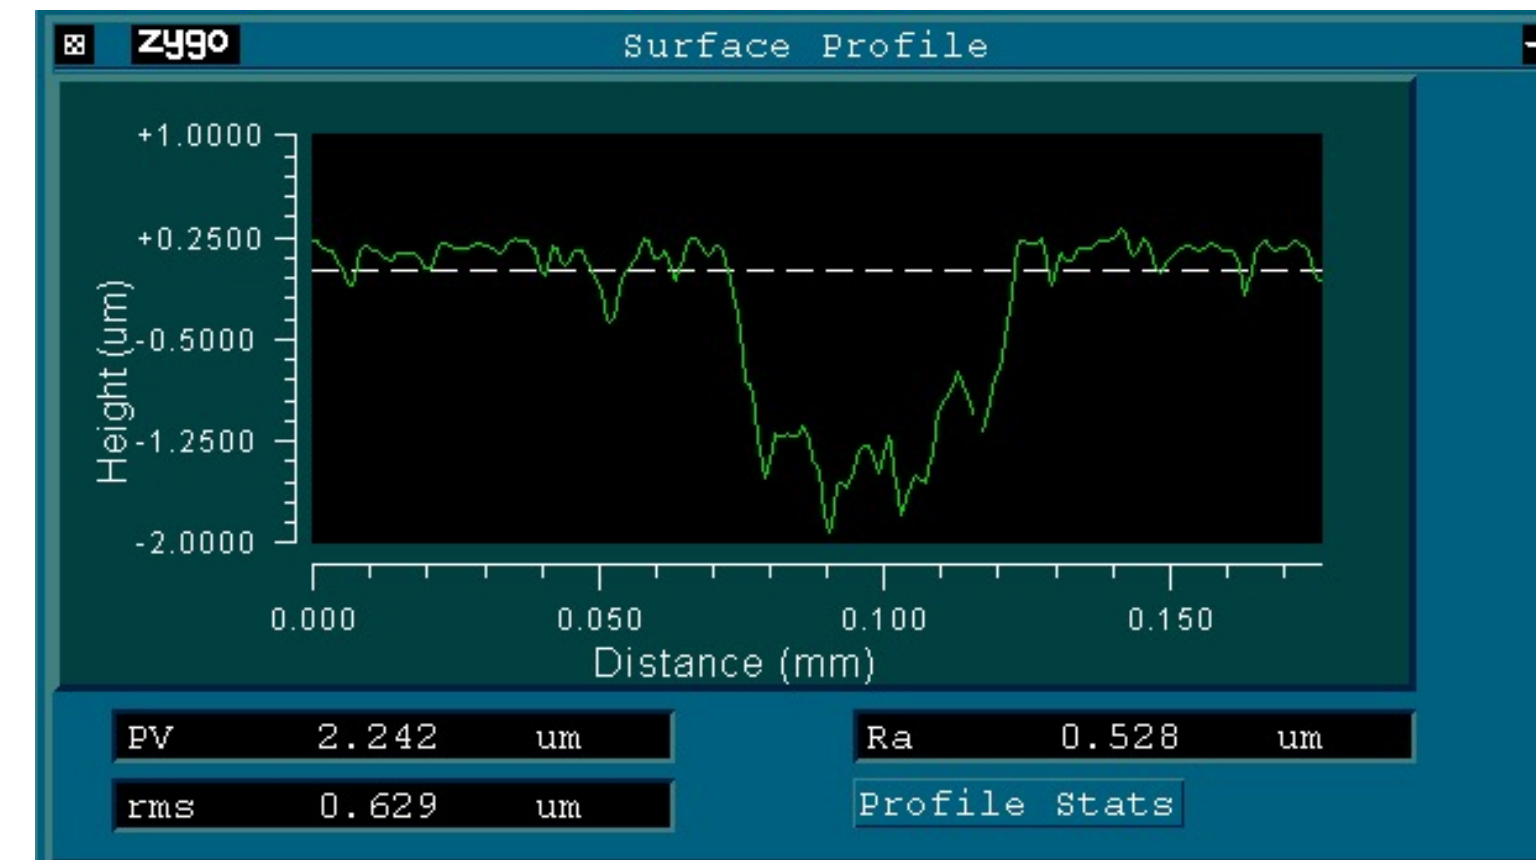 zygo
Surface Profile
+1.0000
+0.2500
-0.5000
-1.2500
-2.0000
Height (um)
0.000 0.050 0.100 0.150
Distance (mm)
PV 2.242 um
Ra 0.528 um
rms 0.629 um
Profile Stats